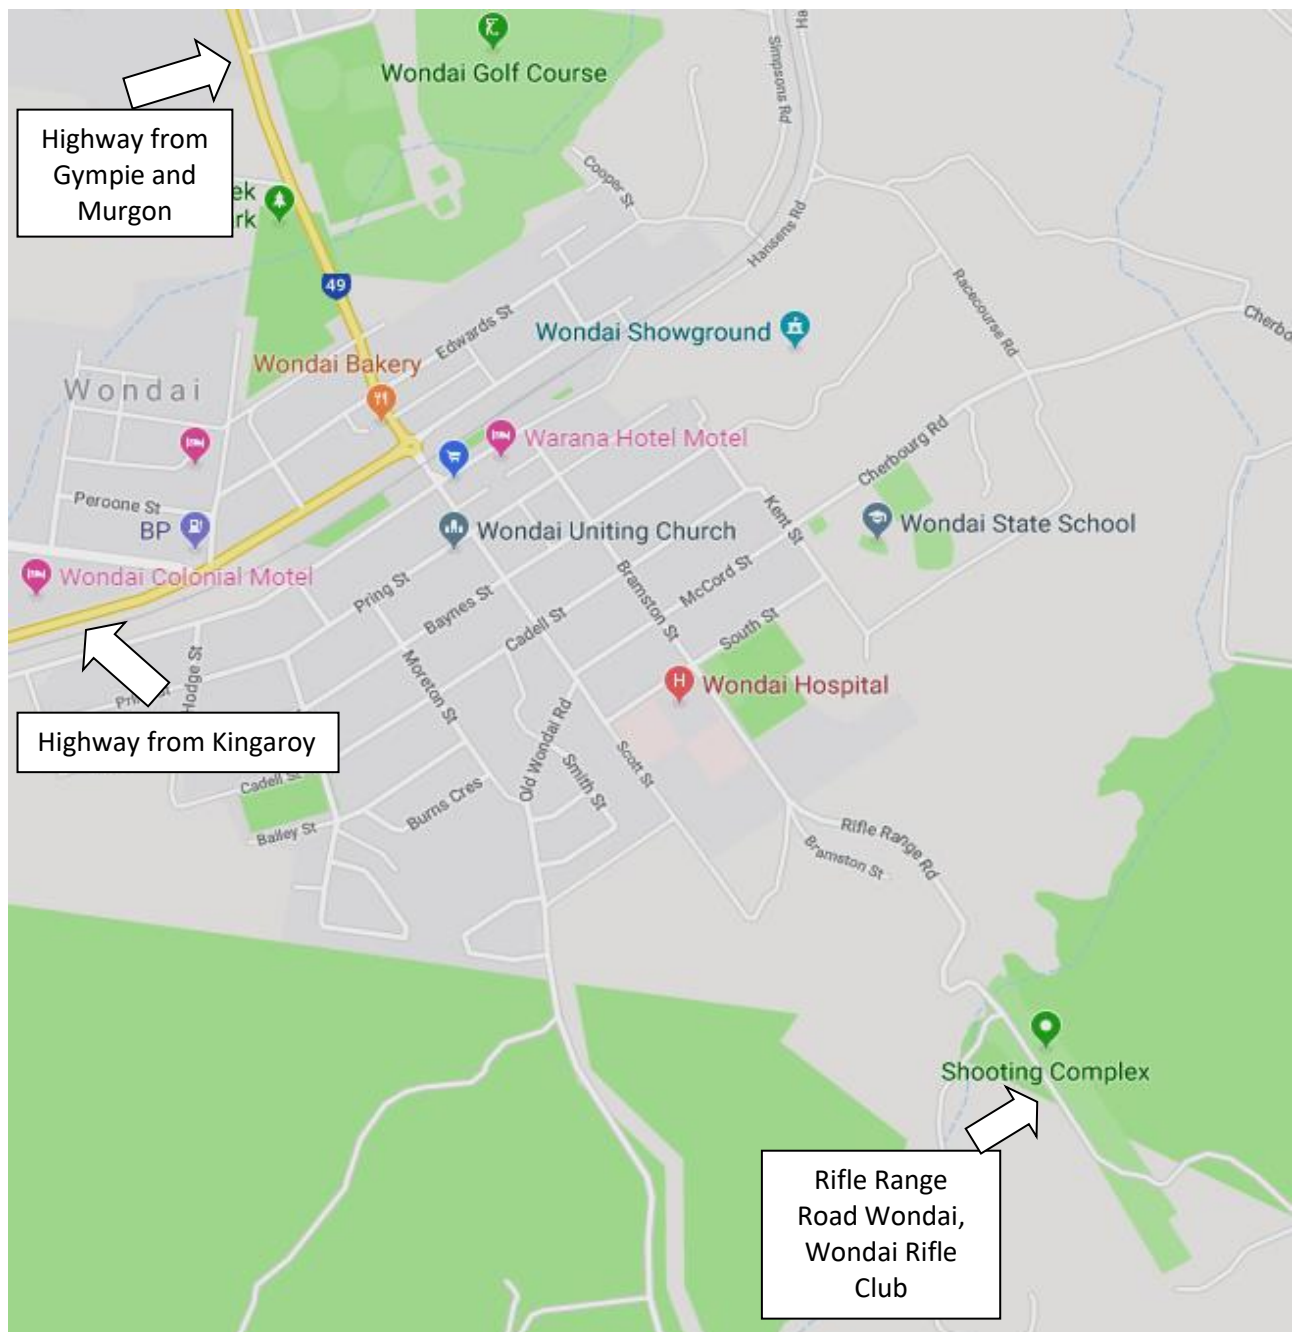 Wondai Golf Course
Simpsons Rd
Ha
Highway from
Gympie and
Murgon
ek
rk
Cooper St
Hansens Rd
49
Racecourse Rd
Cherbo
Edwards St
Wondai Showground
Wondai Bakery
Wondai
Warana Hotel Motel
Cherbourg Rd
Peroone St
BP
Wondai Uniting Church
Kent St
Wondai State School
Wondai Colonial Motel
Pring St
Baynes St
Bramston St
McCord St
Cadell St
South St
Hodge St
Moreton St
H
Wondai Hospital
Highway from Kingaroy
Old Wondai Rd
Scott St
Smith St
Cadell St
Burns Cres
Bailey St
Rifle Range Rd
Bramston St
Shooting Complex
Rifle Range
Road Wondai,
Wondai Rifle
Club